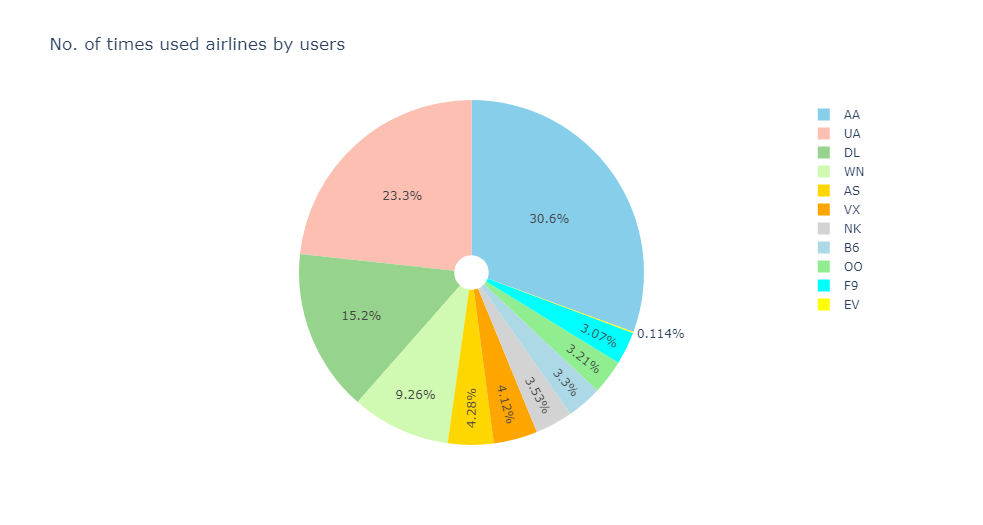 No. of times used airlines by users
30.6%
23.3%
15.2%
9.26%
4.28%
4.12%
3.53%
3.3%
3.21%
3.07%
0.114%
AA
UA
DL
WN
AS
VX
NK
B6
OO
F9
EV